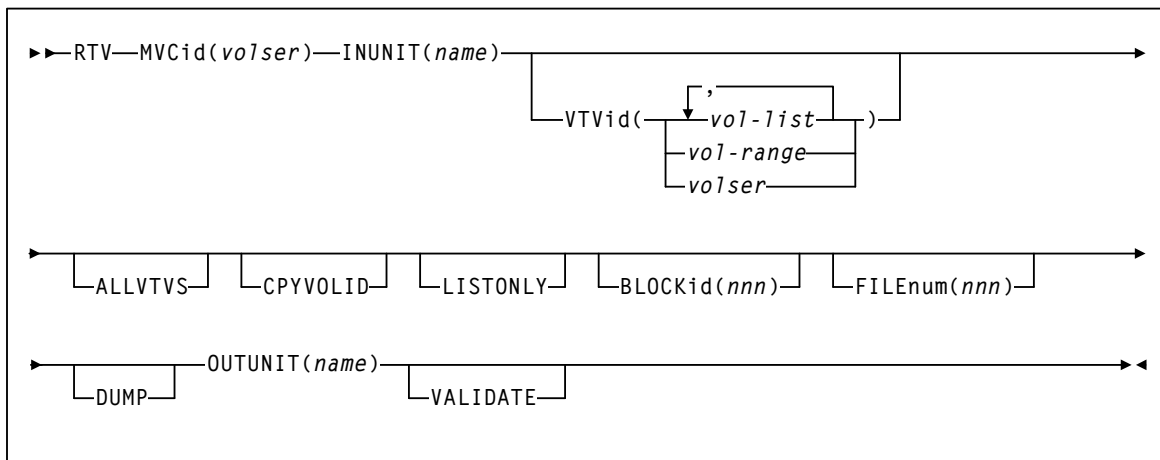 RTV MVCid(volser) INUNIT(name)
,
VTVid( vol-list )
vol-range
volser
ALLVTVS CPYVOLID LISTONLY BLOCKid(nnn) FILEnum(nnn)
OUTUNIT(name)
DUMP VALIDATE